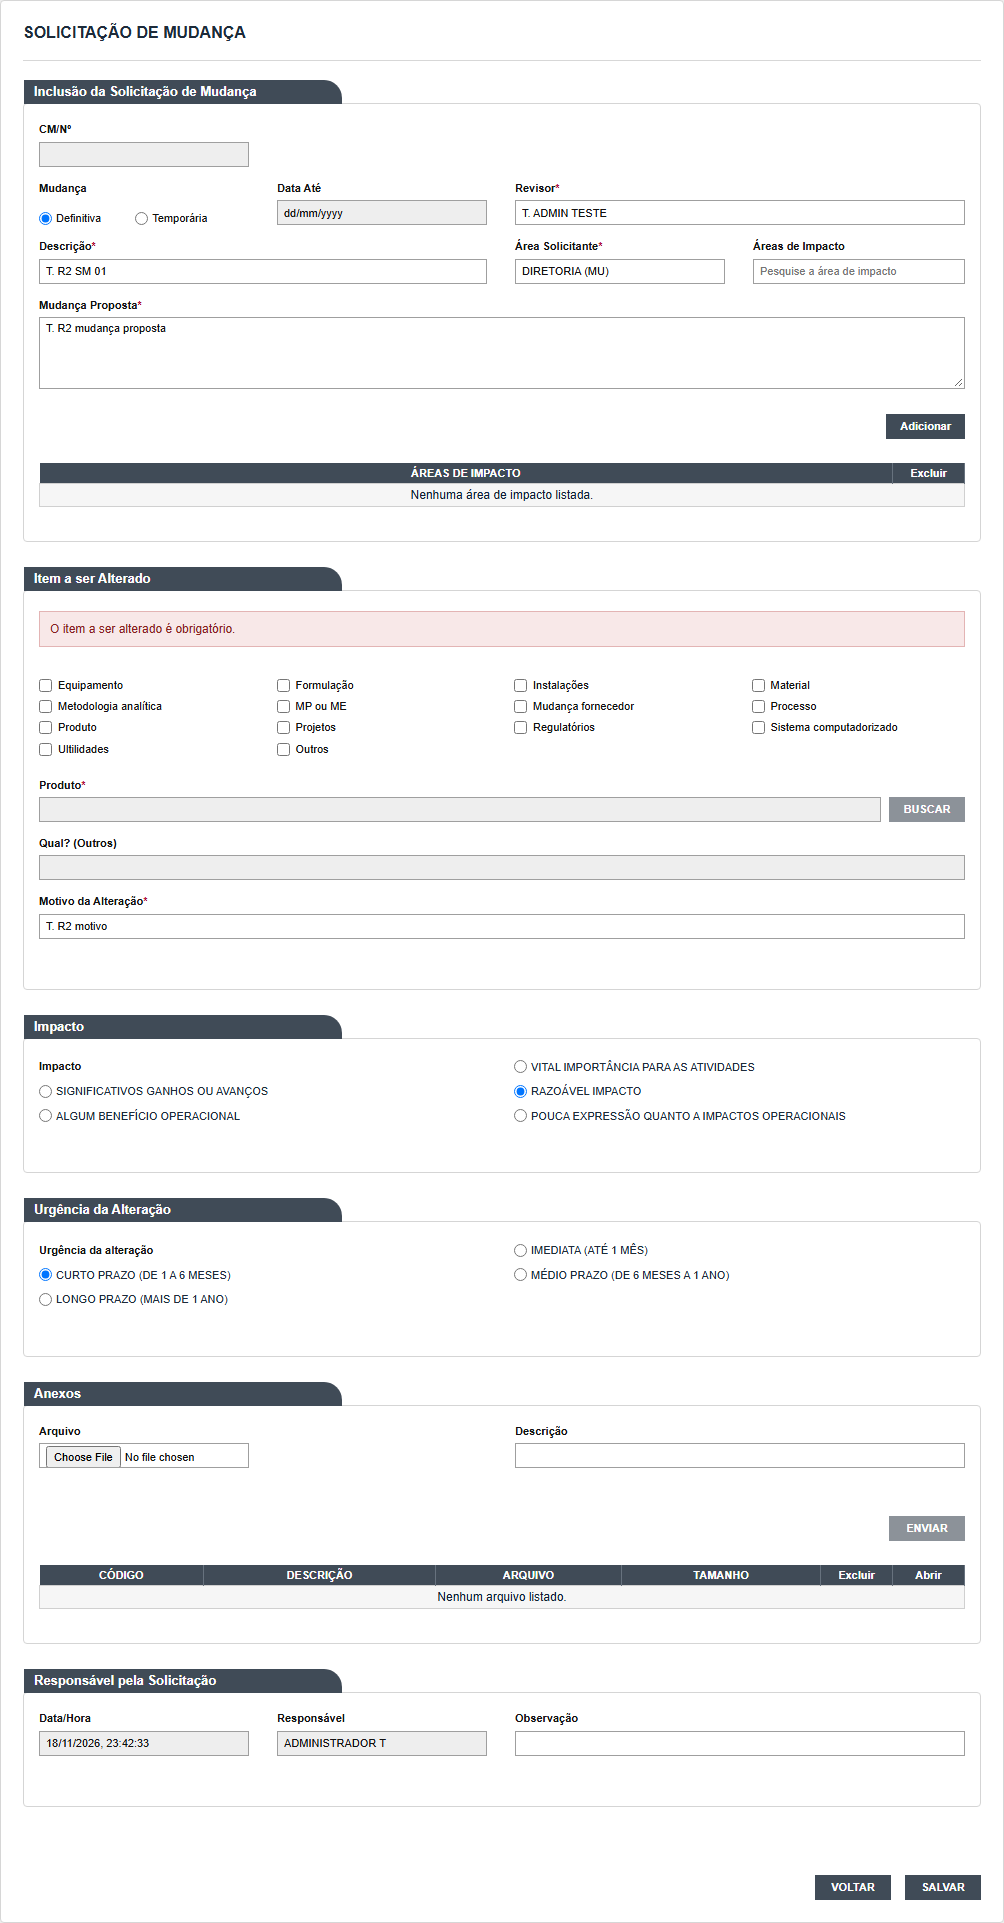 SOLICITAÇÃO DE MUDANÇA
Inclusão da Solicitação de Mudança
CM/Nº
Mudança Data Até Revisor*
Definitiva Temporária dd/mm/yyyy T. ADMIN TESTE
Descrição* Área Solicitante* Áreas de Impacto
T. R2 SM 01 DIRETORIA (MU) Pesquise a área de impacto
Mudança Proposta*
T. R2 mudança proposta
Adicionar
ÁREAS DE IMPACTO Excluir
Nenhuma área de impacto listada.
Item a ser Alterado
O item a ser alterado é obrigatório.
Equipamento Formulação Instalações Material
Metodologia analítica MP ou ME Mudança fornecedor Processo
Produto Projetos Regulatórios Sistema computadorizado
Ultilidades Outros
Produto*
BUSCAR
Qual? (Outros)
Motivo da Alteração*
T. R2 motivo
Impacto
Impacto VITAL IMPORTÂNCIA PARA AS ATIVIDADES
SIGNIFICATIVOS GANHOS OU AVANÇOS RAZOÁVEL IMPACTO
ALGUM BENEFÍCIO OPERACIONAL POUCA EXPRESSÃO QUANTO A IMPACTOS OPERACIONAIS
Urgência da Alteração
Urgência da alteração IMEDIATA (ATÉ 1 MÊS)
CURTO PRAZO (DE 1 A 6 MESES) MÉDIO PRAZO (DE 6 MESES A 1 ANO)
LONGO PRAZO (MAIS DE 1 ANO)
Anexos
Arquivo Descrição
Choose File No file chosen
ENVIAR
CÓDIGO DESCRIÇÃO ARQUIVO TAMANHO Excluir Abrir
Nenhum arquivo listado.
Responsável pela Solicitação
Data/Hora Responsável Observação
18/11/2026, 23:42:33 ADMINISTRADOR T
VOLTAR SALVAR